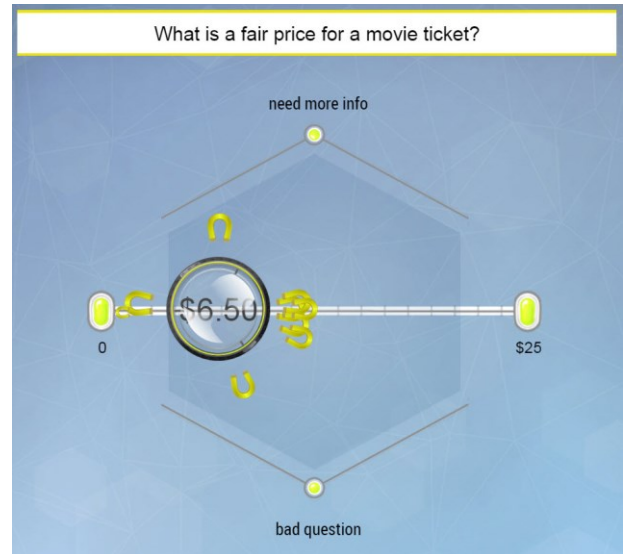 What is a fair price for a movie ticket?
need more info
$6.50
0
$25
bad question